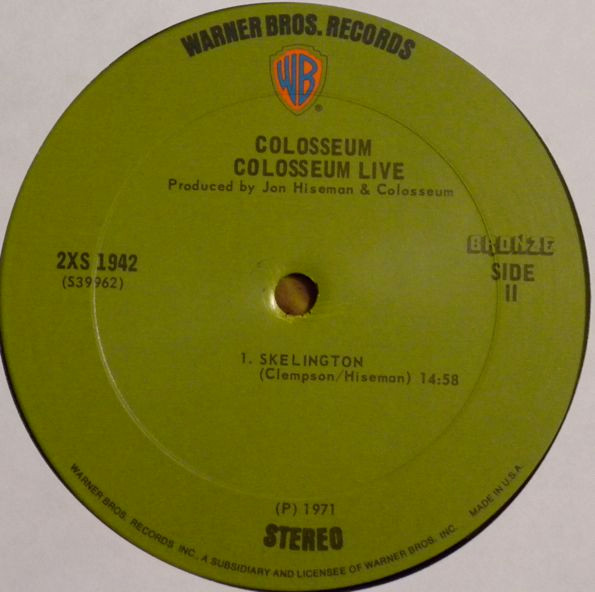 WARNER BROS. RECORDS
WB
®
COLOSSEUM
COLOSSEUM LIVE
Produced by Jon Hiseman & Colosseum
2XS 1942
(S39962)
BRONZE
SIDE
II
1. SKELINGTON
(Clempson/Hiseman) 14:58
(P) 1971
STEREO
WARNER BROS. RECORDS INC., A SUBSIDIARY AND LICENSEE OF WARNER BROS. INC. MADE IN U.S.A.